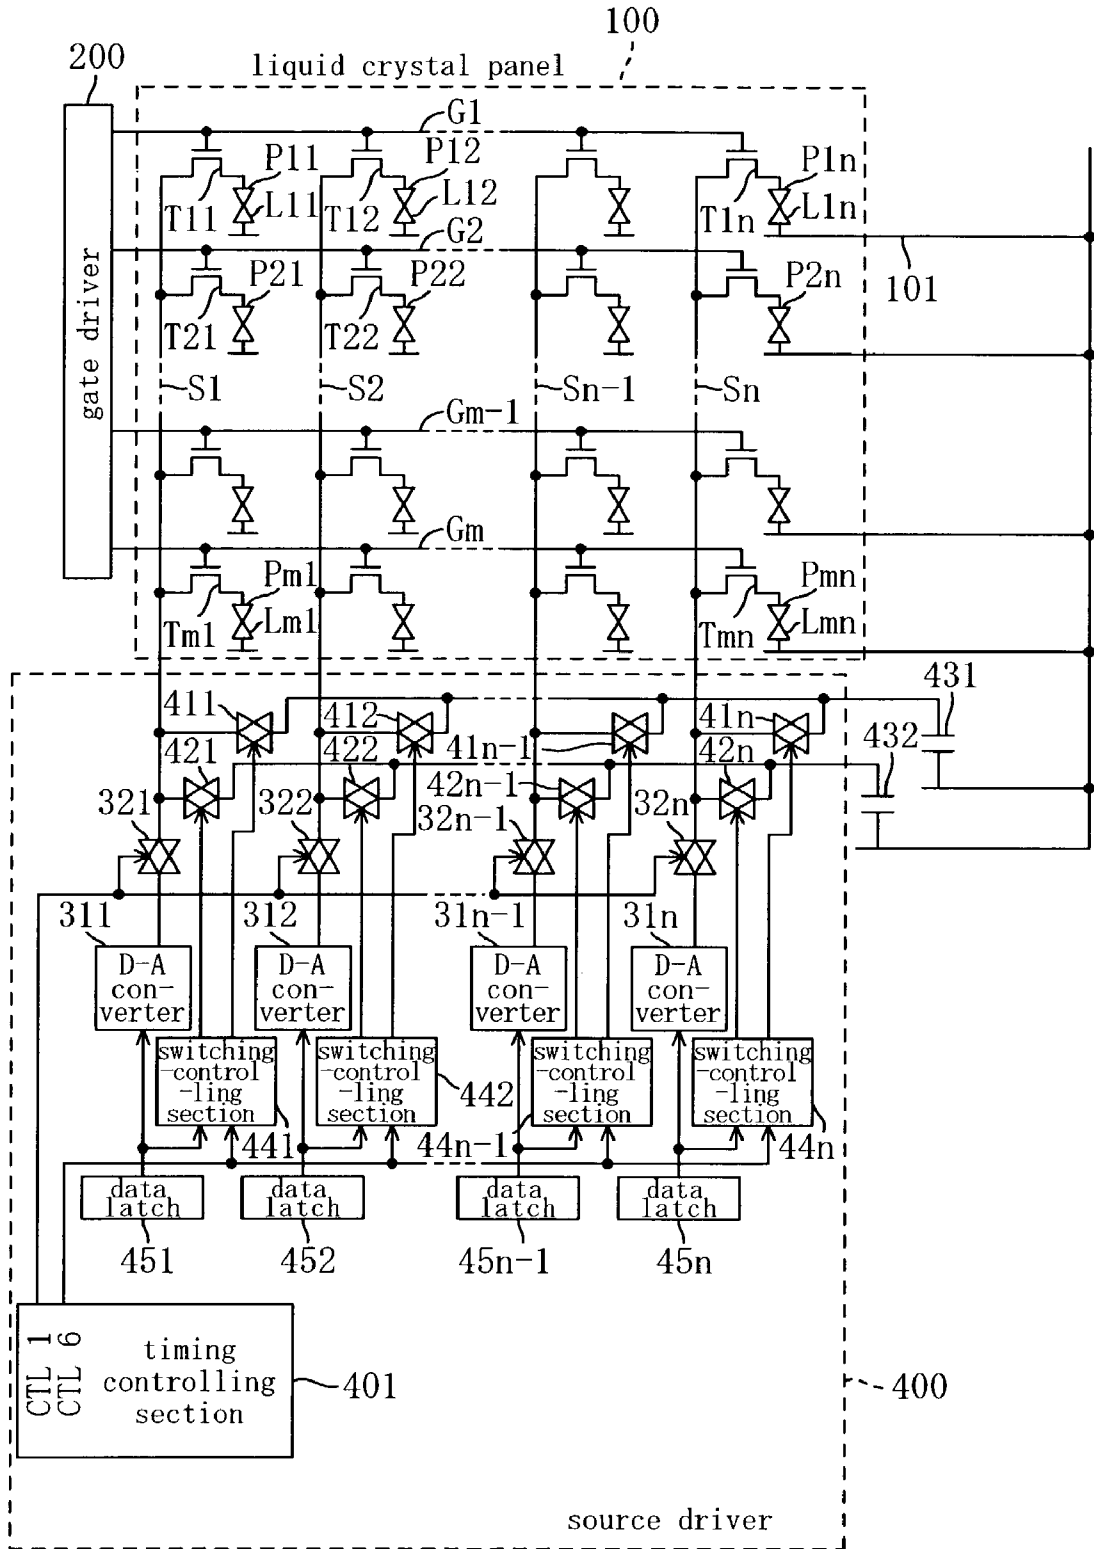 100
200
liquid crystal panel
G1
P11
P12
P1n
L11
L12
L1n
T11
T12
T1n
G2
101
P21
P22
P2n
T21
T22
gate driver
S1
S2
Sn-1
Sn
Gm-1
Gm
Pm1
Pmn
Lm1
Lmn
Tm1
Tmn
411
412
41n-1
41n
431
432
421
422
42n-1
42n
321
322
32n-1
32n
311
312
31n-1
31n
D-A
con-
verter
D-A
con-
verter
D-A
con-
verter
D-A
con-
verter
switching
-control
-ling
section
switching
-control
-ling
section
switching
-control
-ling
section
switching
-control
-ling
section
441
442
44n-1
44n
data
latch
data
latch
data
latch
data
latch
451
452
45n-1
45n
CTL 1
CTL 6
timing
controlling
section
401
400
source driver